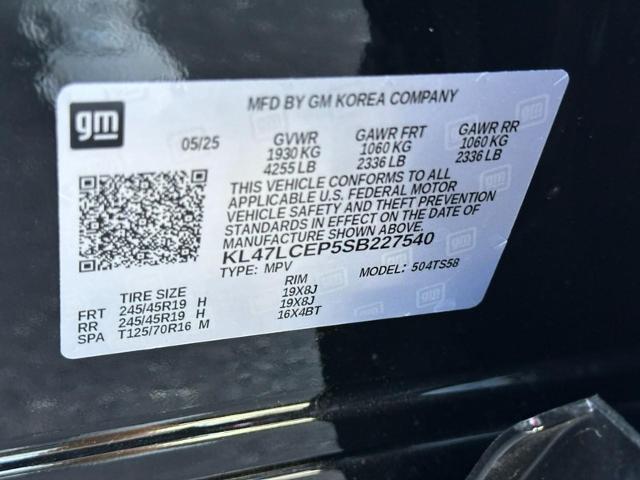 gm
MFD BY GM KOREA COMPANY
05/25 GVWR GAWR FRT GAWR RR
1930 KG 1060 KG 1060 KG
4255 LB 2336 LB 2336 LB
THIS VEHICLE CONFORMS TO ALL
APPLICABLE U.S. FEDERAL MOTOR
VEHICLE SAFETY AND THEFT PREVENTION
STANDARDS IN EFFECT ON THE DATE OF
MANUFACTURE SHOWN ABOVE.
KL47LCEP5SB227540
TYPE: MPV MODEL: 504TS58
TIRE SIZE RIM
FRT 245/45R19 H 19X8J
RR 245/45R19 H 19X8J
SPA T125/70R16 M 16X4BT